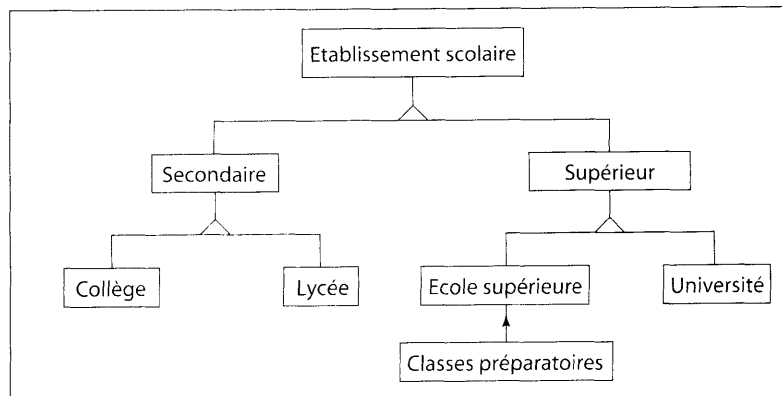 Etablissement scolaire
Secondaire
Supérieur
Collège
Lycée
Ecole supérieure
Université
Classes préparatoires